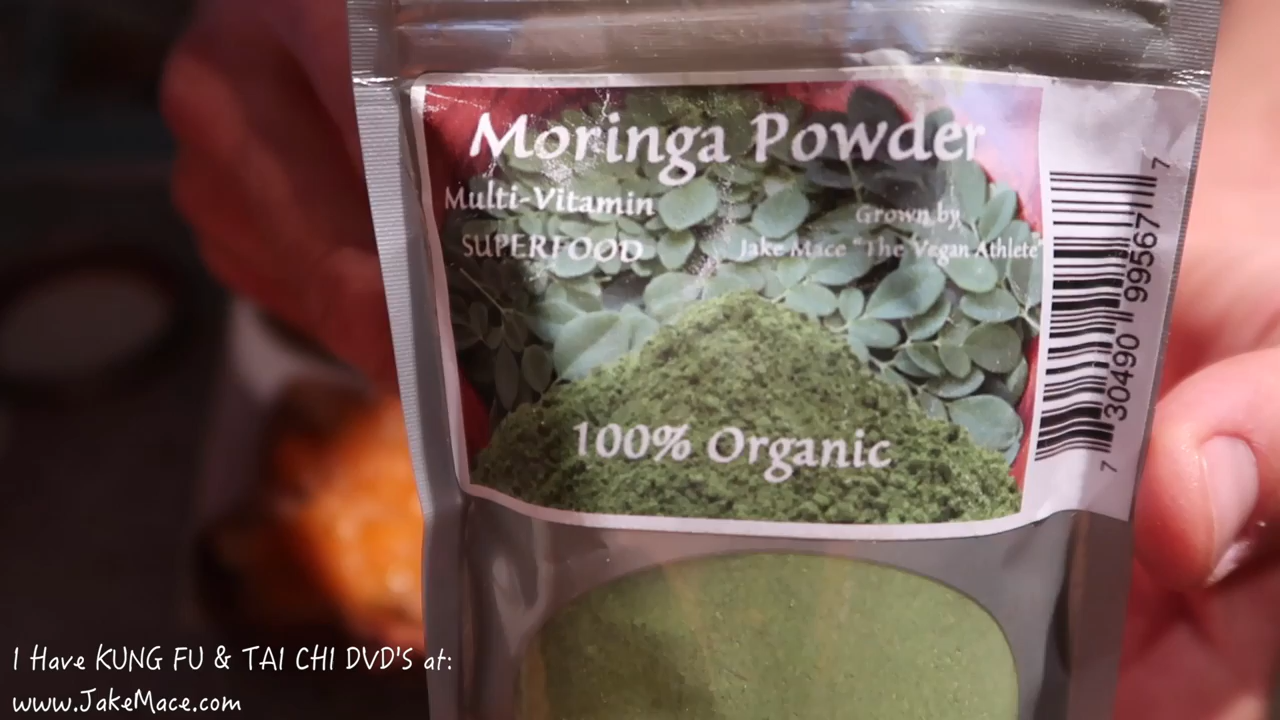 Moringa Powder
Multi-Vitamin
SUPERFOOD
Grown by
Jake Mace "The Vegan Athlete"
100% Organic
7 30490 99567 7
I Have KUNG FU & TAI CHI DVD'S at:
www.JakeMace.com